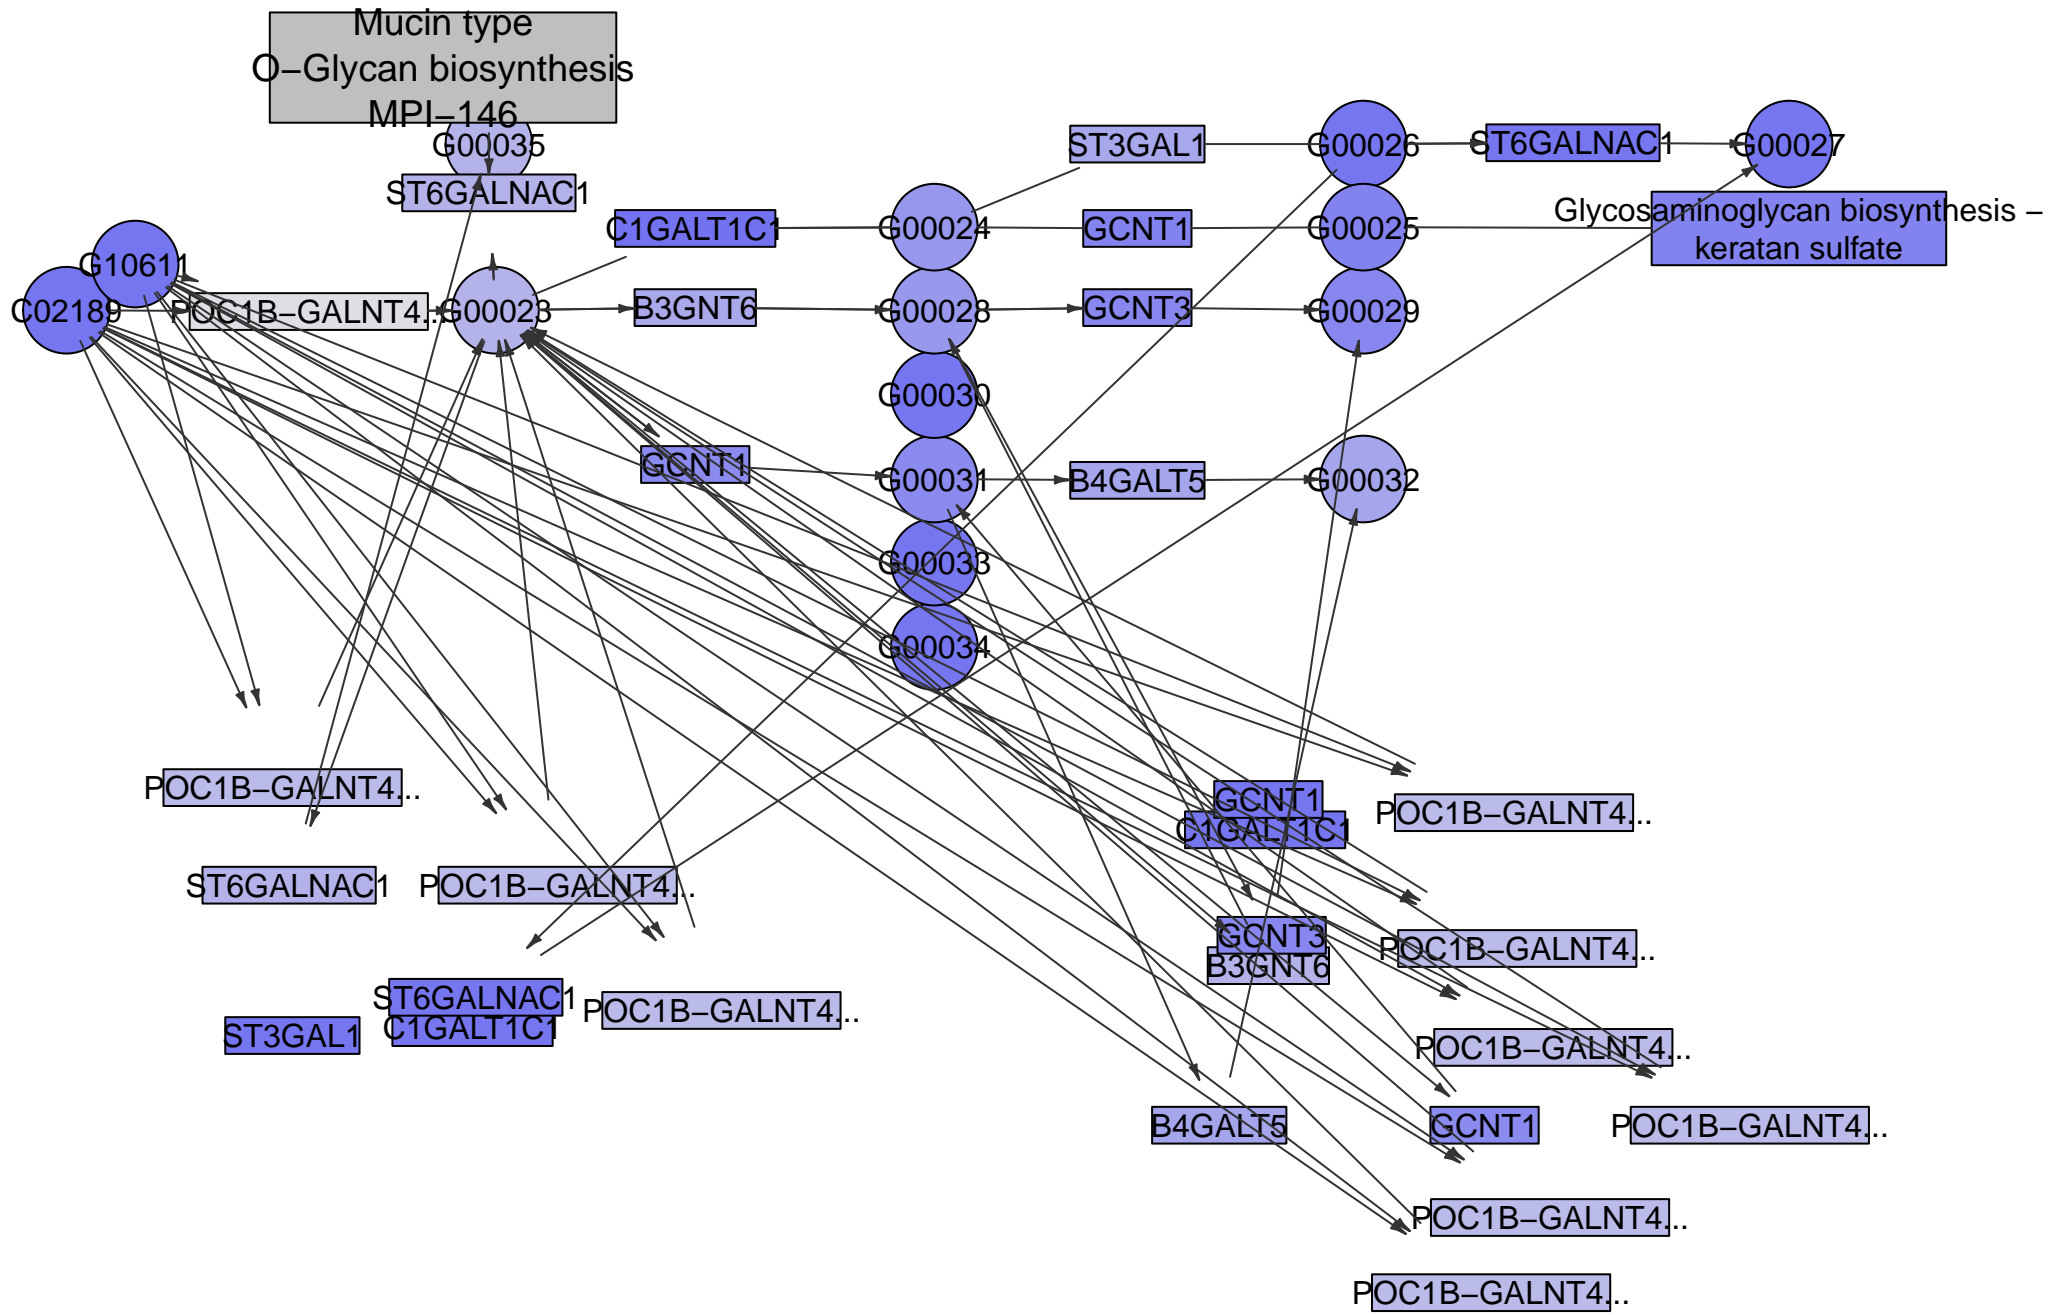 Mucin type
O−Glycan biosynthesis
MPI−146
G00035
ST3GAL1
G00026
ST6GALNAC1
G00027
ST6GALNAC1
C1GALT1C1
G00024
GCNT1
G00025
Glycosaminoglycan biosynthesis −
keratan sulfate
G10611
C02189
POC1B−GALNT4...
G00023
B3GNT6
G00028
GCNT3
G00029
G00030
GCNT1
G00031
B4GALT5
G00032
G00033
G00034
POC1B−GALNT4...
GCNT1
POC1B−GALNT4...
C1GALT1C1
ST6GALNAC1
POC1B−GALNT4...
GCNT3
POC1B−GALNT4...
B3GNT6
ST6GALNAC1
POC1B−GALNT4...
C1GALT1C1
ST3GAL1
POC1B−GALNT4...
B4GALT5
GCNT1
POC1B−GALNT4...
POC1B−GALNT4...
POC1B−GALNT4...